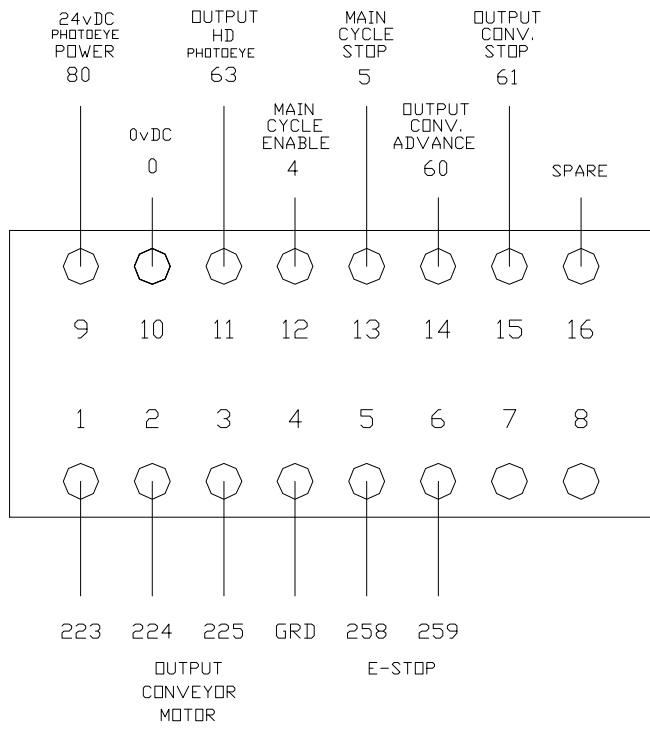 24vDC
PHOTOEYE
POWER
80
OUTPUT
HD
PHOTOEYE
63
MAIN
CYCLE
STOP
5
OUTPUT
CONV.
STOP
61
0vDC
0
MAIN
CYCLE
ENABLE
4
OUTPUT
CONV.
ADVANCE
60
SPARE
9 10 11 12 13 14 15 16
1 2 3 4 5 6 7 8
223 224 225 GRD 258 259
OUTPUT
CONVEYOR
MOTOR
E-STOP